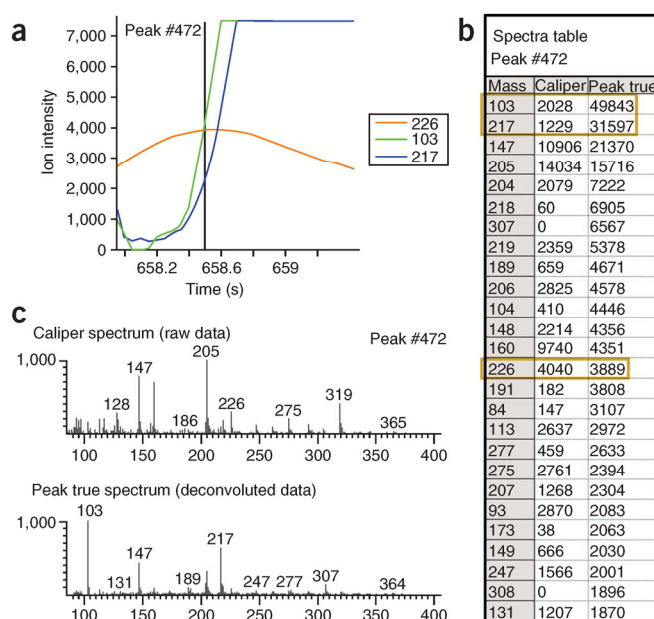 a
Peak #472
7,000
6,000
5,000
4,000
3,000
2,000
1,000
0
Ion intensity
658.2 658.6 659
Time (s)
226
103
217
b
Spectra table
Peak #472
Mass Caliper Peak true
103 2028 49843
217 1229 31597
147 10906 21370
205 14034 15716
204 2079 7222
218 60 6905
307 0 6567
219 2359 5378
189 659 4671
206 2825 4578
104 410 4446
148 2214 4356
160 9740 4351
226 4040 3889
191 182 3808
84 147 3107
113 2637 2972
277 459 2633
275 2761 2394
207 1268 2304
93 2870 2083
173 38 2063
149 666 2030
247 1566 2001
308 0 1896
131 1207 1870
c
Caliper spectrum (raw data)
Peak #472
1,000
128 147 186 205 226 275 319 365
100 150 200 250 300 350 400
Peak true spectrum (deconvoluted data)
1,000
103 131 147 189 217 247 277 307 364
100 150 200 250 300 350 400